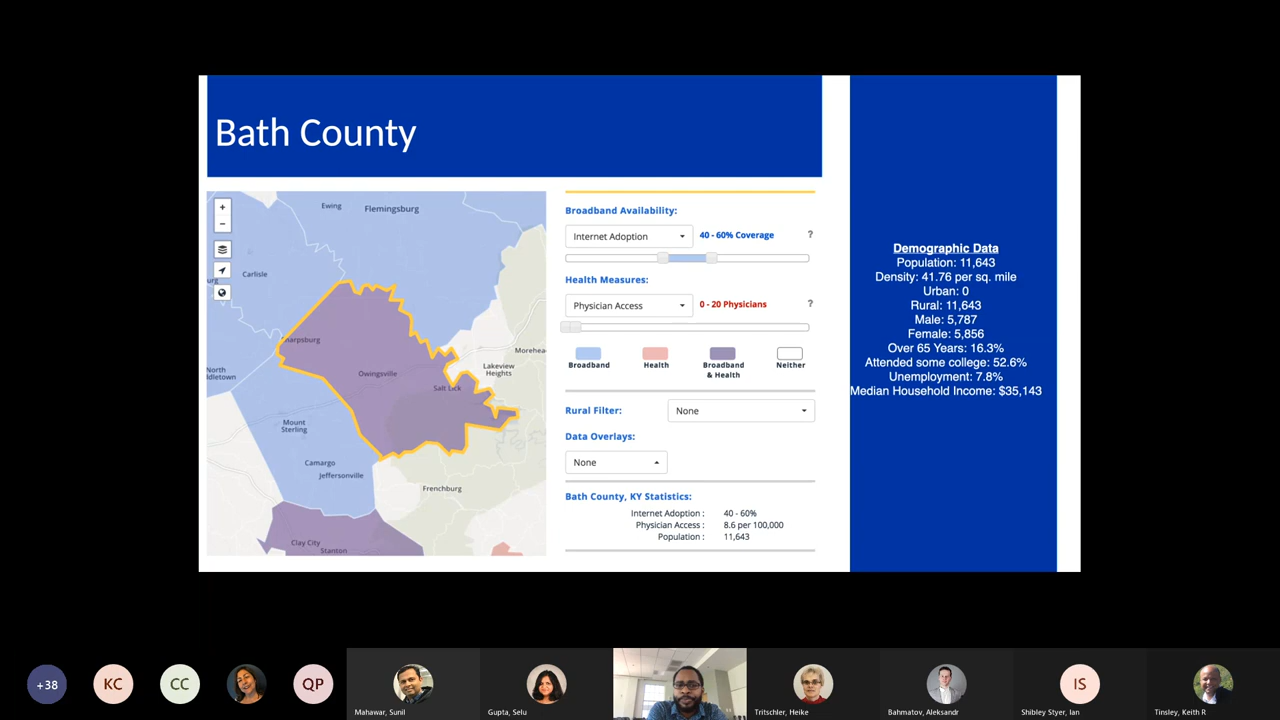 Bath County
+
−
Ewing
Flemingsburg
Carlisle
urg
Sharpsburg
North
ddletown
Owingsville
Salt Lick
Morehea
Lakeview
Heights
Mount
Sterling
Camargo
Jeffersonville
Frenchburg
Clay City
Stanton
Broadband Availability:
Internet Adoption
40 - 60% Coverage
?
Health Measures:
Physician Access
0 - 20 Physicians
?
Broadband
Health
Broadband
& Health
Neither
Rural Filter:
None
Data Overlays:
None
Bath County, KY Statistics:
Internet Adoption : 40 - 60%
Physician Access : 8.6 per 100,000
Population : 11,643
Demographic Data
Population: 11,643
Density: 41.76 per sq. mile
Urban: 0
Rural: 11,643
Male: 5,787
Female: 5,856
Over 65 Years: 16.3%
Attended some college: 52.6%
Unemployment: 7.8%
Median Household Income: $35,143
+38
KC
CC
QP
Mahawar, Sunil
Gupta, Selu
Tritschler, Heike
Bahmatov, Aleksandr
IS
Shibley Styer, Ian
Tinsley, Keith R